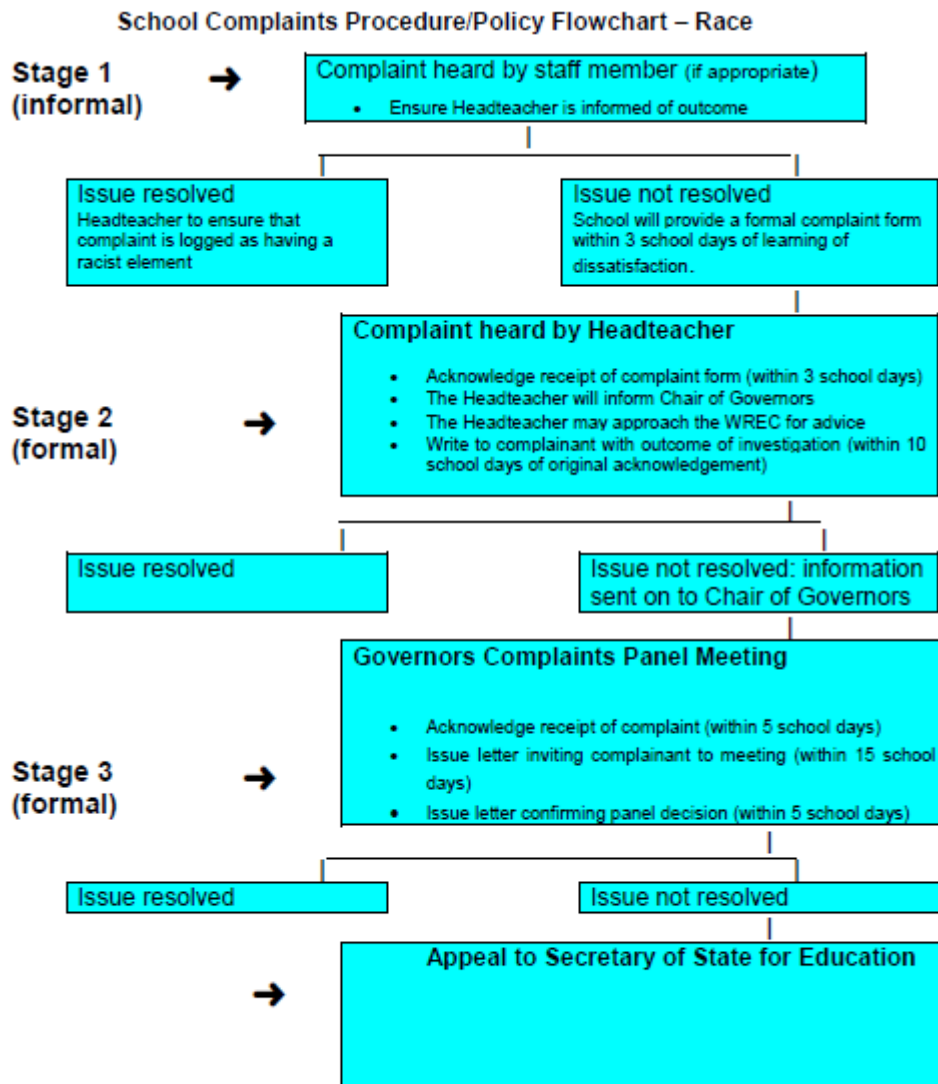 School Complaints Procedure/Policy Flowchart – Race
Stage 1
(informal)
Complaint heard by staff member (if appropriate)
• Ensure Headteacher is informed of outcome
Issue resolved
Headteacher to ensure that
complaint is logged as having a
racist element
Issue not resolved
School will provide a formal complaint form
within 3 school days of learning of
dissatisfaction.
Stage 2
(formal)
Complaint heard by Headteacher
• Acknowledge receipt of complaint form (within 3 school days)
• The Headteacher will inform Chair of Governors
• The Headteacher may approach the WREC for advice
• Write to complainant with outcome of investigation (within 10
school days of original acknowledgement)
Issue resolved
Issue not resolved: information
sent on to Chair of Governors
Stage 3
(formal)
Governors Complaints Panel Meeting
• Acknowledge receipt of complaint (within 5 school days)
• Issue letter inviting complainant to meeting (within 15 school
days)
• Issue letter confirming panel decision (within 5 school days)
Issue resolved
Issue not resolved
Appeal to Secretary of State for Education